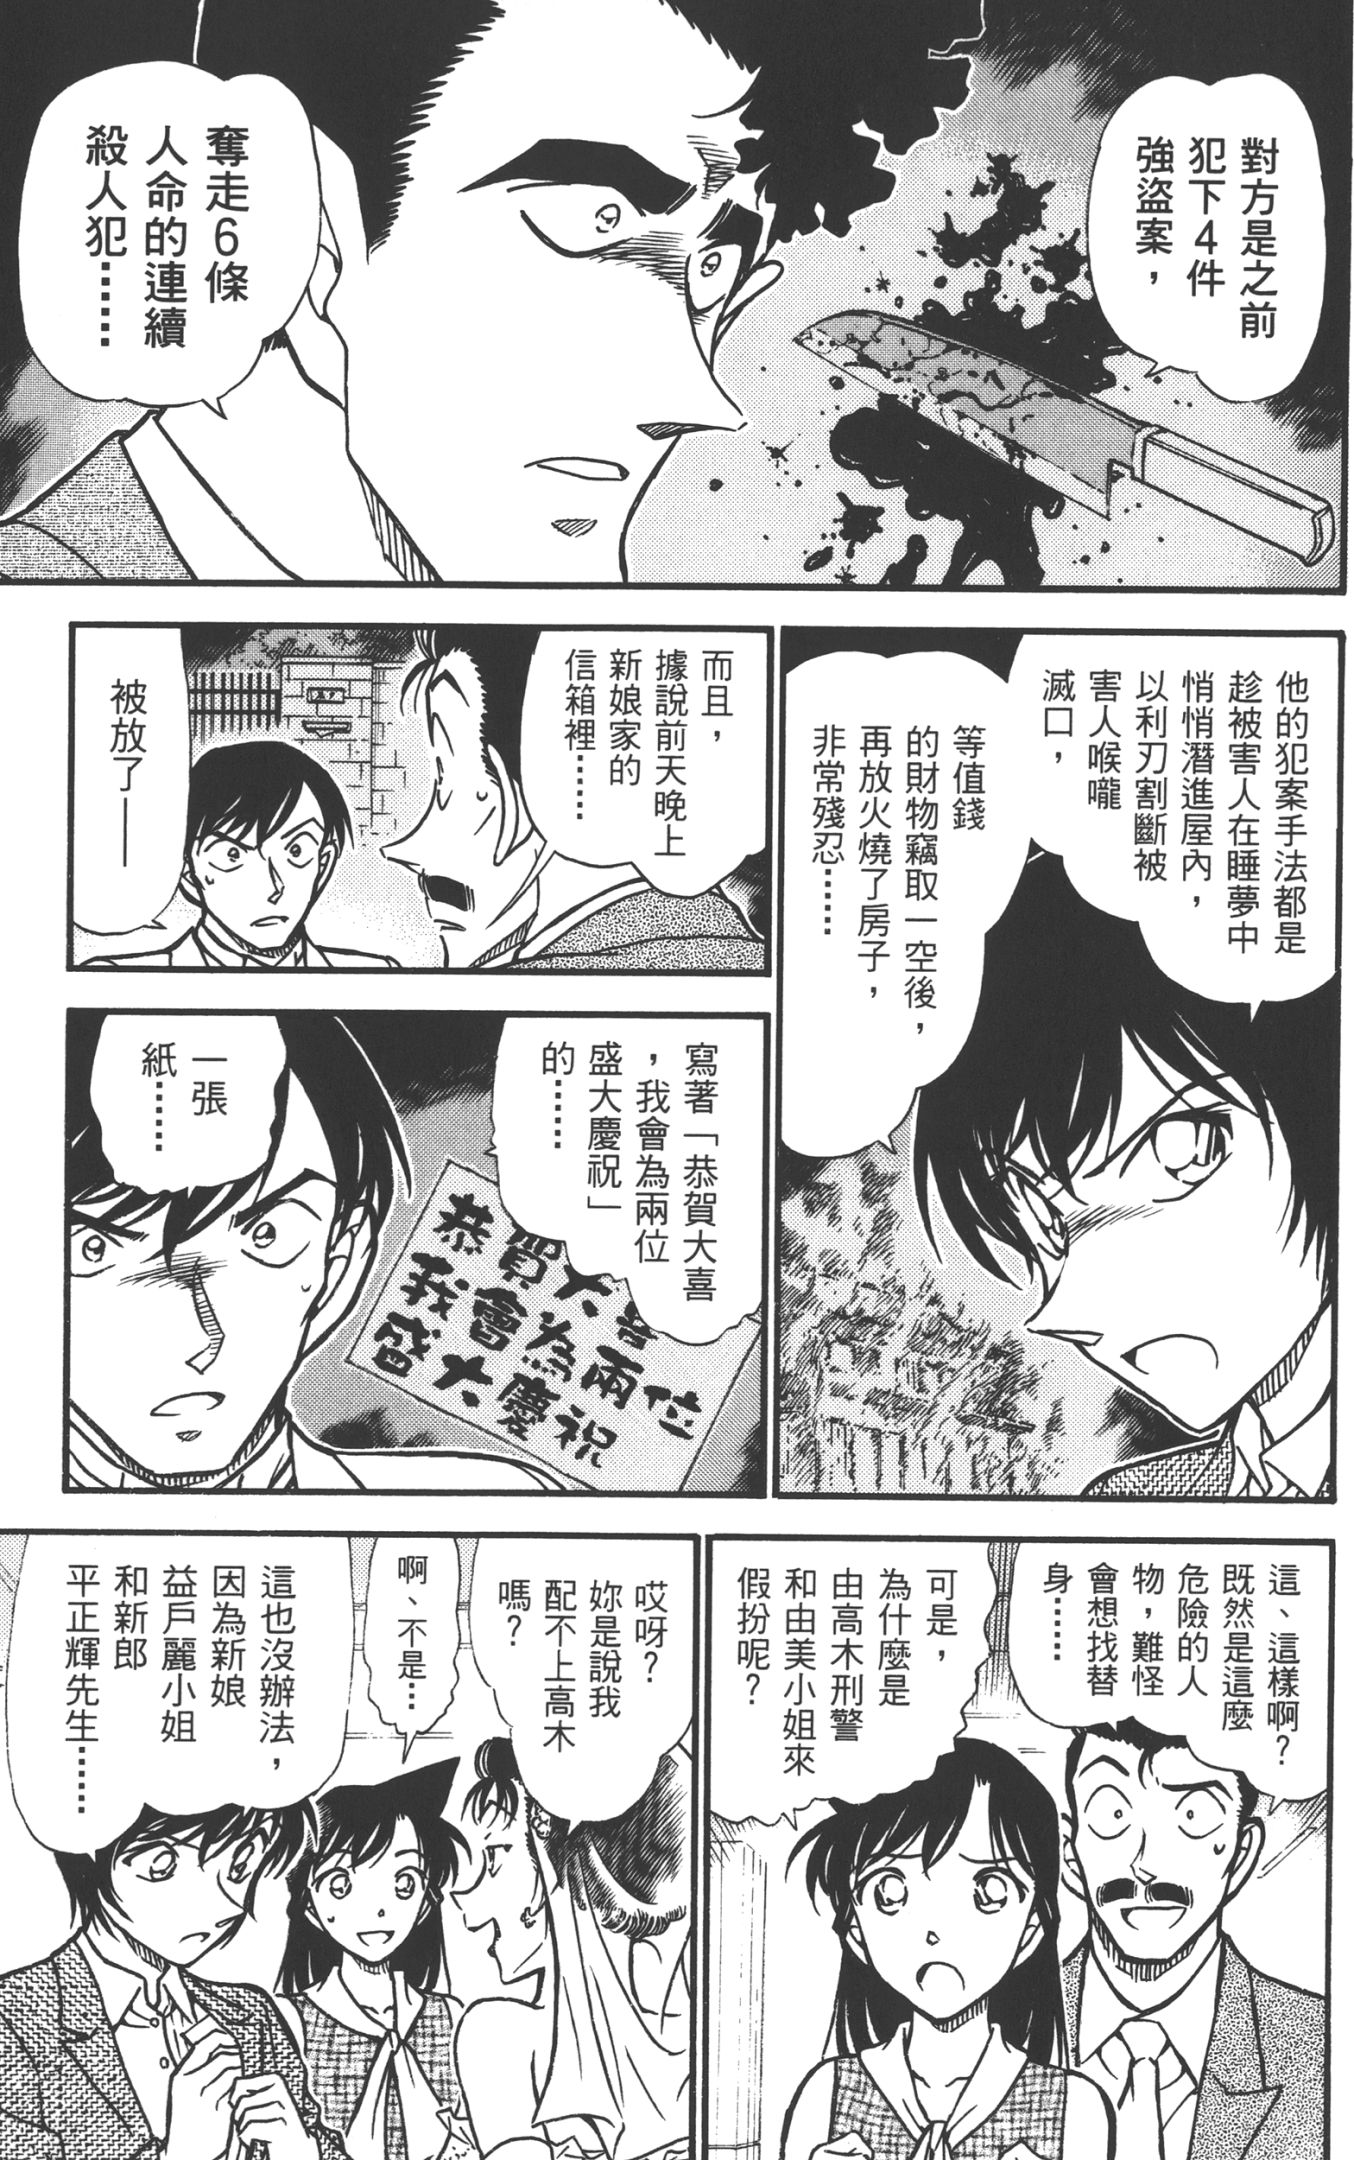 對方是之前
犯下4件
強盜案，
奪走6條
人命的連續
殺人犯……
他的犯案手法都是
趁被害人在睡夢中
悄悄潛進屋內，
以利刃割斷被
害人喉嚨
滅口，
等值錢
的財物竊取一空後，
再放火燒了房子，
非常殘忍……
而且，
據說前天晚上
新娘家的
信箱裡……
被放了——
27
寫著「恭賀大喜
，我會為兩位
盛大慶祝」
的……
一張
紙……
恭賀大喜
我會為兩位
盛大慶祝
這、這樣啊？
既然是這麼
危險的人
物，難怪
會想找替
身……
可是，
為什麼是
由高木刑警
和由美小姐來
假扮呢？
哎呀？
妳是說我
配不上高木
嗎？
啊、不是…
這也沒辦法，
因為新娘
益戶麗小姐
和新郎
平正輝先生……